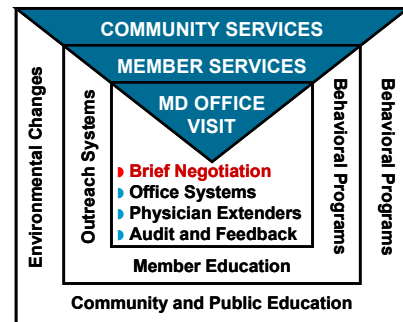 COMMUNITY SERVICES
MEMBER SERVICES
MD OFFICE
VISIT
Environmental Changes
Outreach Systems
Brief Negotiation
Office Systems
Physician Extenders
Audit and Feedback
Behavioral Programs
Behavioral Programs
Member Education
Community and Public Education